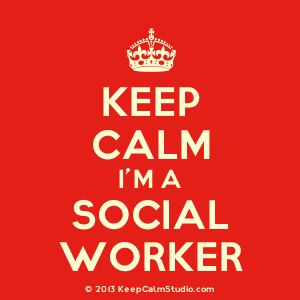 KEEP
CALM
I'M A
SOCIAL
WORKER
© 2013 KeepCalmStudio.com